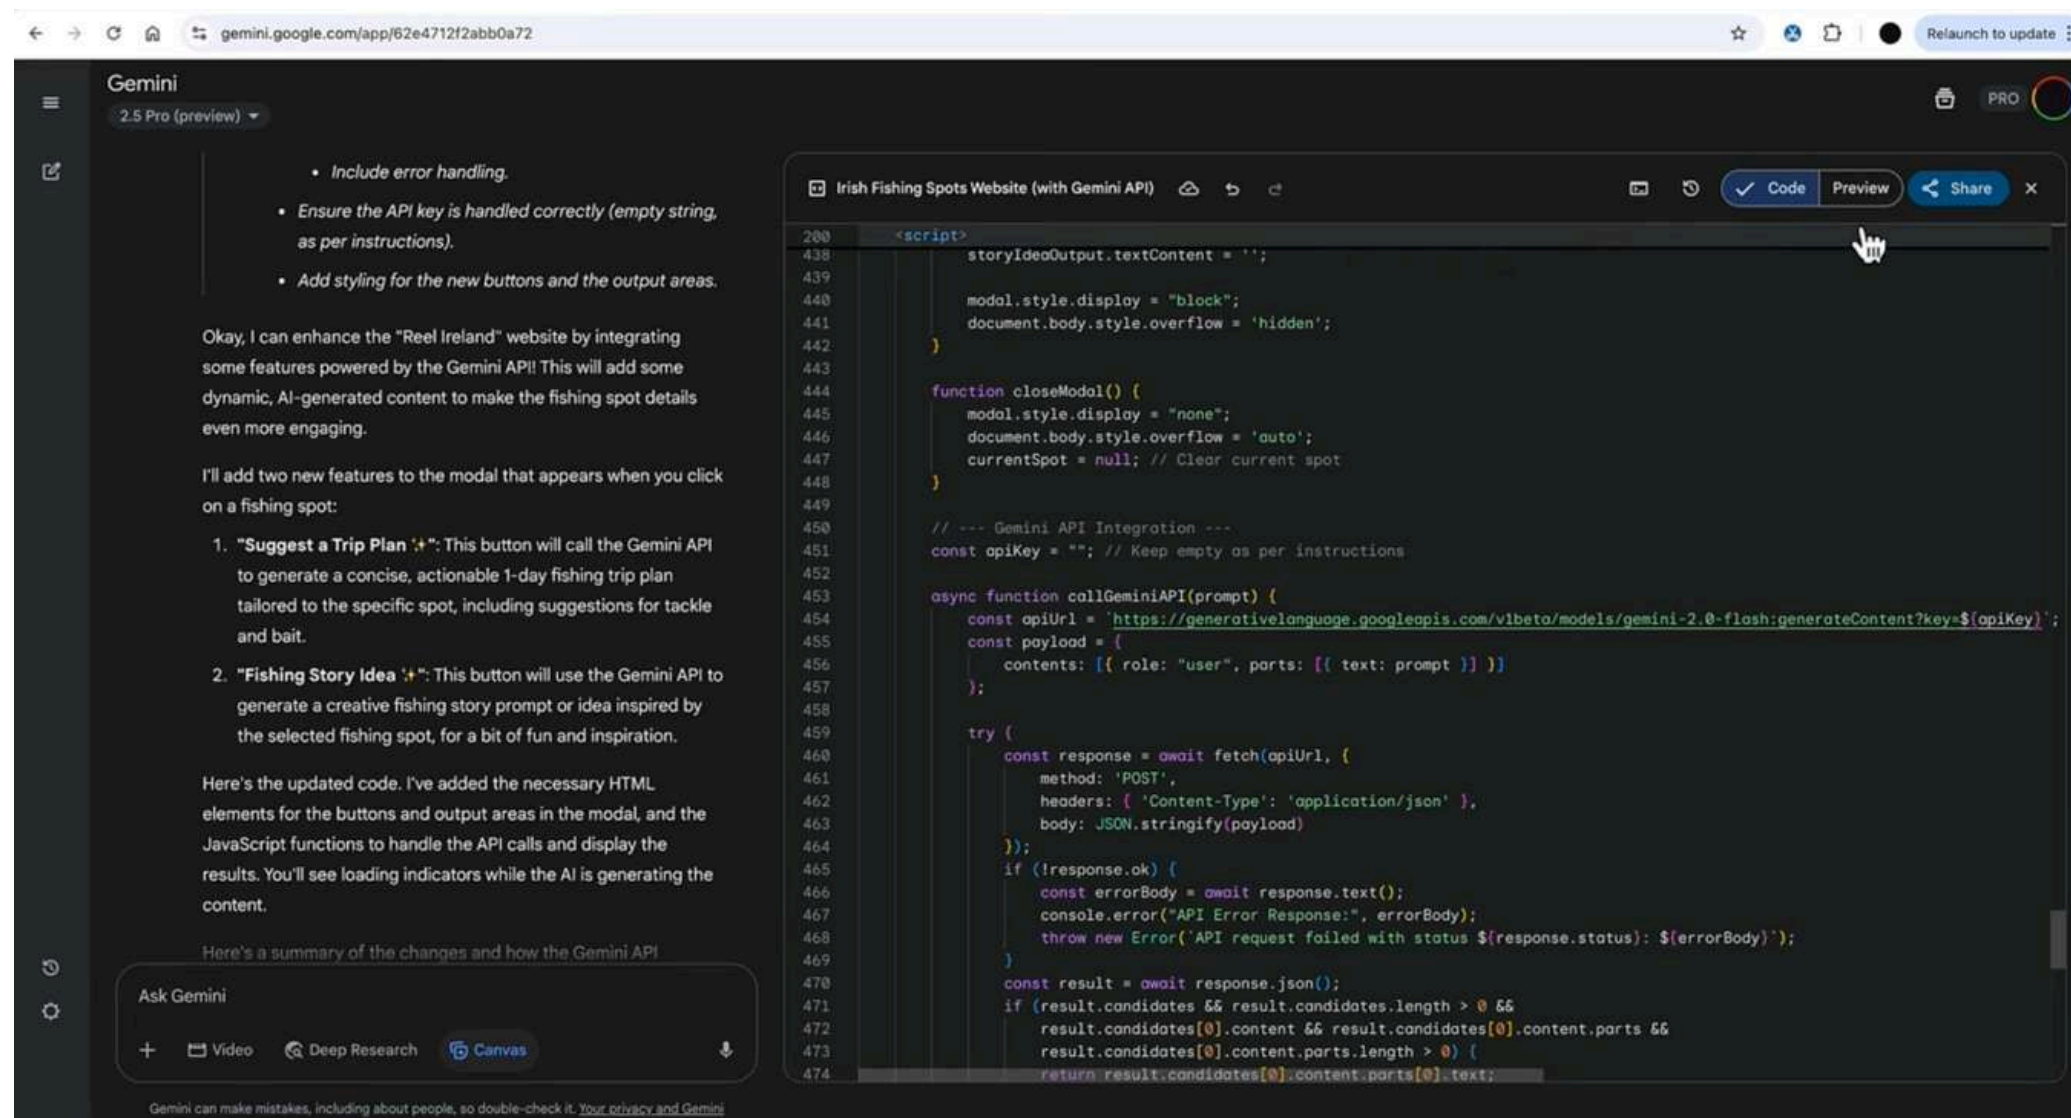 gemini.google.com/app/62e4712f2abb0a72
Relaunch to update
Gemini
2.5 Pro (preview)
PRO
• Include error handling.
• Ensure the API key is handled correctly (empty string,
as per instructions).
• Add styling for the new buttons and the output areas.
Okay, I can enhance the "Reel Ireland" website by integrating
some features powered by the Gemini API! This will add some
dynamic, AI-generated content to make the fishing spot details
even more engaging.
I'll add two new features to the modal that appears when you click
on a fishing spot:
1. "Suggest a Trip Plan ✨": This button will call the Gemini API
to generate a concise, actionable 1-day fishing trip plan
tailored to the specific spot, including suggestions for tackle
and bait.
2. "Fishing Story Idea ✨": This button will use the Gemini API to
generate a creative fishing story prompt or idea inspired by
the selected fishing spot, for a bit of fun and inspiration.
Here's the updated code. I've added the necessary HTML
elements for the buttons and output areas in the modal, and the
JavaScript functions to handle the API calls and display the
results. You'll see loading indicators while the AI is generating the
content.
Here's a summary of the changes and how the Gemini API
Ask Gemini
Video
Deep Research
Canvas
Gemini can make mistakes, including about people, so double-check it. Your privacy and Gemini
Irish Fishing Spots Website (with Gemini API)
Code
Preview
Share
200 <script>
438 storyIdeaOutput.textContent = '';
439
440 modal.style.display = "block";
441 document.body.style.overflow = 'hidden';
442 }
443
444 function closeModal() {
445 modal.style.display = "none";
446 document.body.style.overflow = 'auto';
447 currentSpot = null; // Clear current spot
448 }
449
450 // --- Gemini API Integration ---
451 const apiKey = ""; // Keep empty as per instructions
452
453 async function callGeminiAPI(prompt) {
454 const apiUrl = `https://generativelanguage.googleapis.com/v1beta/models/gemini-2.0-flash:generateContent?key=${apiKey}`;
455 const payload = {
456 contents: [{ role: "user", parts: [{ text: prompt }] }]
457 };
458
459 try {
460 const response = await fetch(apiUrl, {
461 method: 'POST',
462 headers: { 'Content-Type': 'application/json' },
463 body: JSON.stringify(payload)
464 });
465 if (!response.ok) {
466 const errorBody = await response.text();
467 console.error("API Error Response:", errorBody);
468 throw new Error(`API request failed with status ${response.status}: ${errorBody}`);
469 }
470 const result = await response.json();
471 if (result.candidates && result.candidates.length > 0 &&
472 result.candidates[0].content && result.candidates[0].content.parts &&
473 result.candidates[0].content.parts.length > 0) {
474 return result.candidates[0].content.parts[0].text;